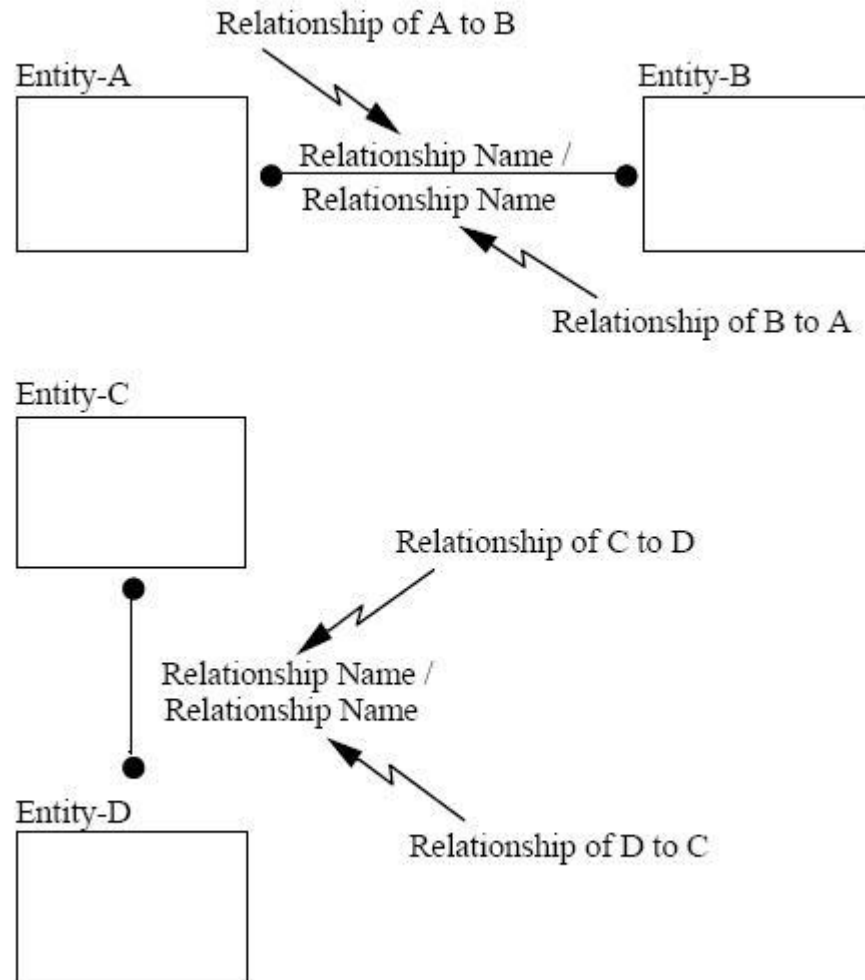 Relationship of A to B
Entity-A
Entity-B
Relationship Name /
Relationship Name
Relationship of B to A
Entity-C
Relationship of C to D
Relationship Name /
Relationship Name
Entity-D
Relationship of D to C